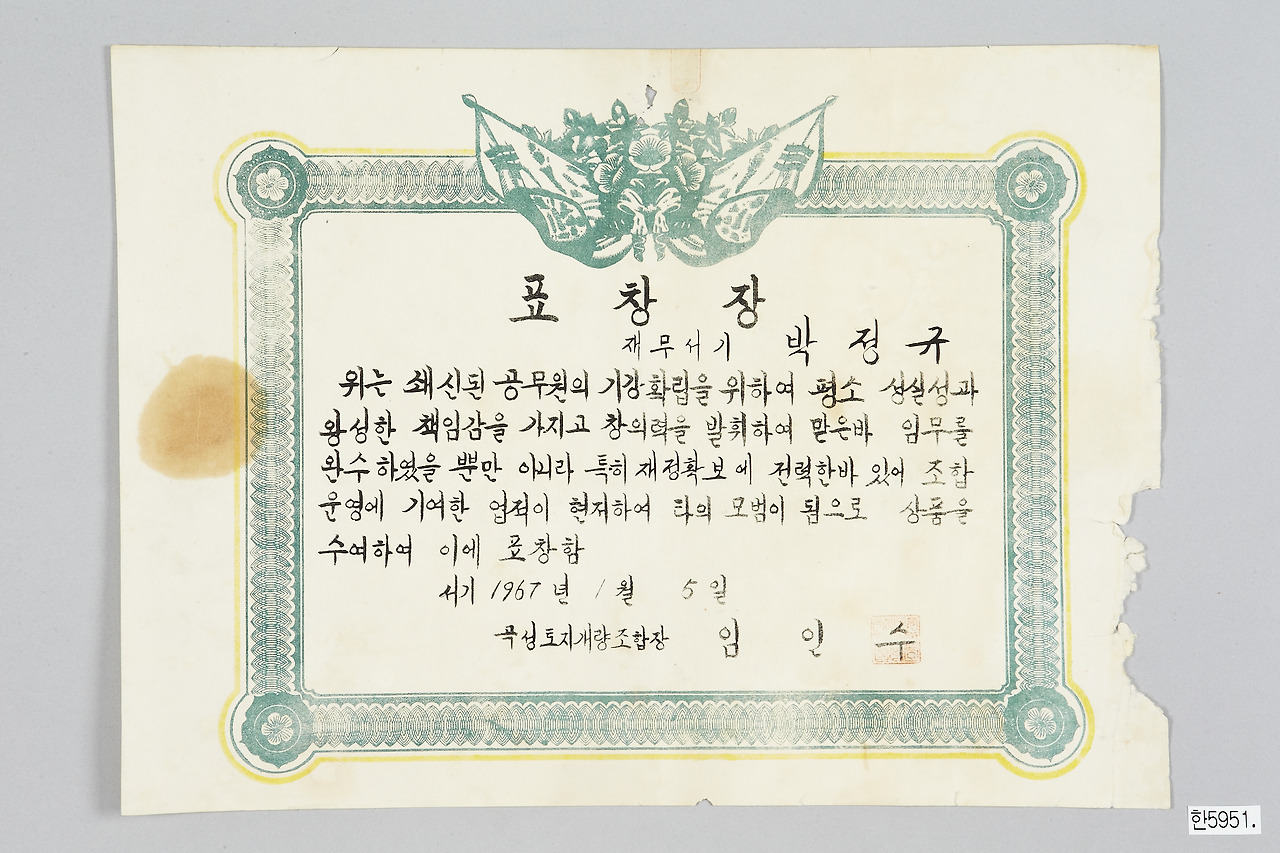 표창장
재무서기 박정규
위는 쇄신된 공무원의 기강확립을 위하여 평소 성실성과
왕성한 책임감을 가지고 창의력을 발휘하여 맡은바 임무를
완수하였을 뿐만 아니라 특히 재정확보에 전력한바 있어 조합
운영에 기여한 업적이 현저하여 타의 모범이 됨으로 상품을
수여하여 이에 표창함
서기 1967년 1월 5일
곡성토지개량조합장 임인수
한5951.